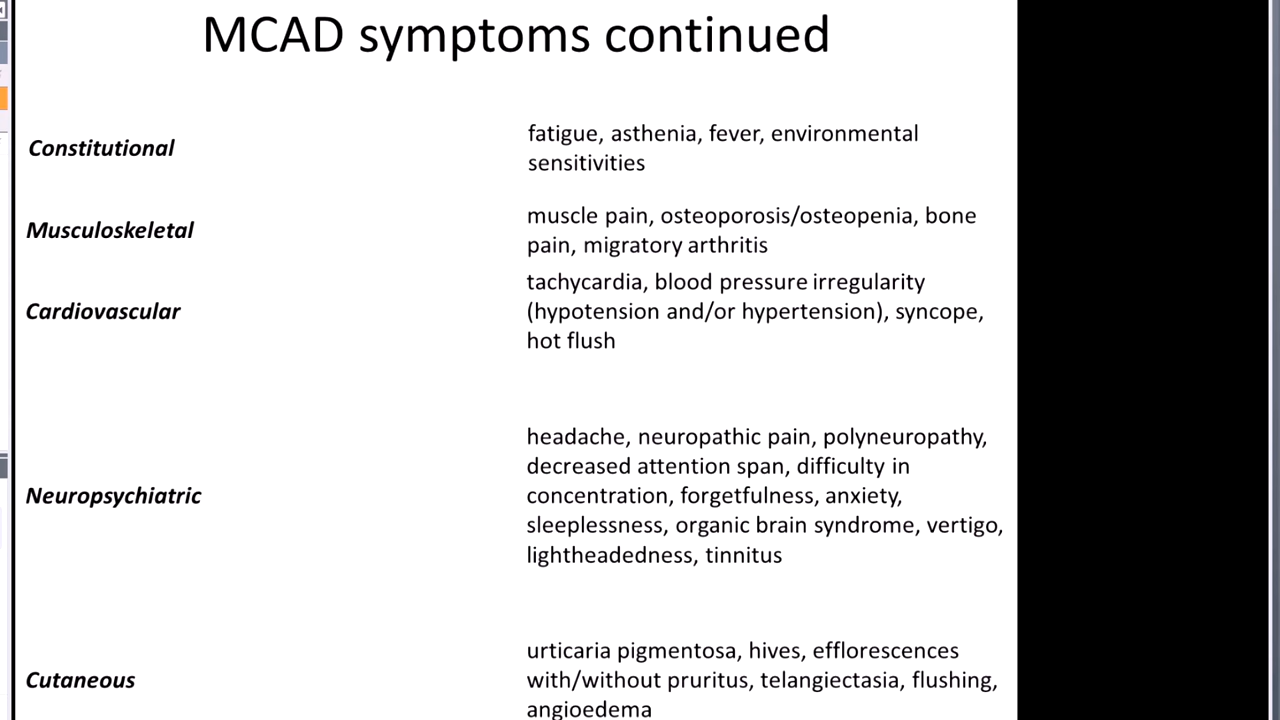 MCAD symptoms continued
Constitutional
fatigue, asthenia, fever, environmental
sensitivities
Musculoskeletal
muscle pain, osteoporosis/osteopenia, bone
pain, migratory arthritis
Cardiovascular
tachycardia, blood pressure irregularity
(hypotension and/or hypertension), syncope,
hot flush
Neuropsychiatric
headache, neuropathic pain, polyneuropathy,
decreased attention span, difficulty in
concentration, forgetfulness, anxiety,
sleeplessness, organic brain syndrome, vertigo,
lightheadedness, tinnitus
Cutaneous
urticaria pigmentosa, hives, efflorescences
with/without pruritus, telangiectasia, flushing,
angioedema